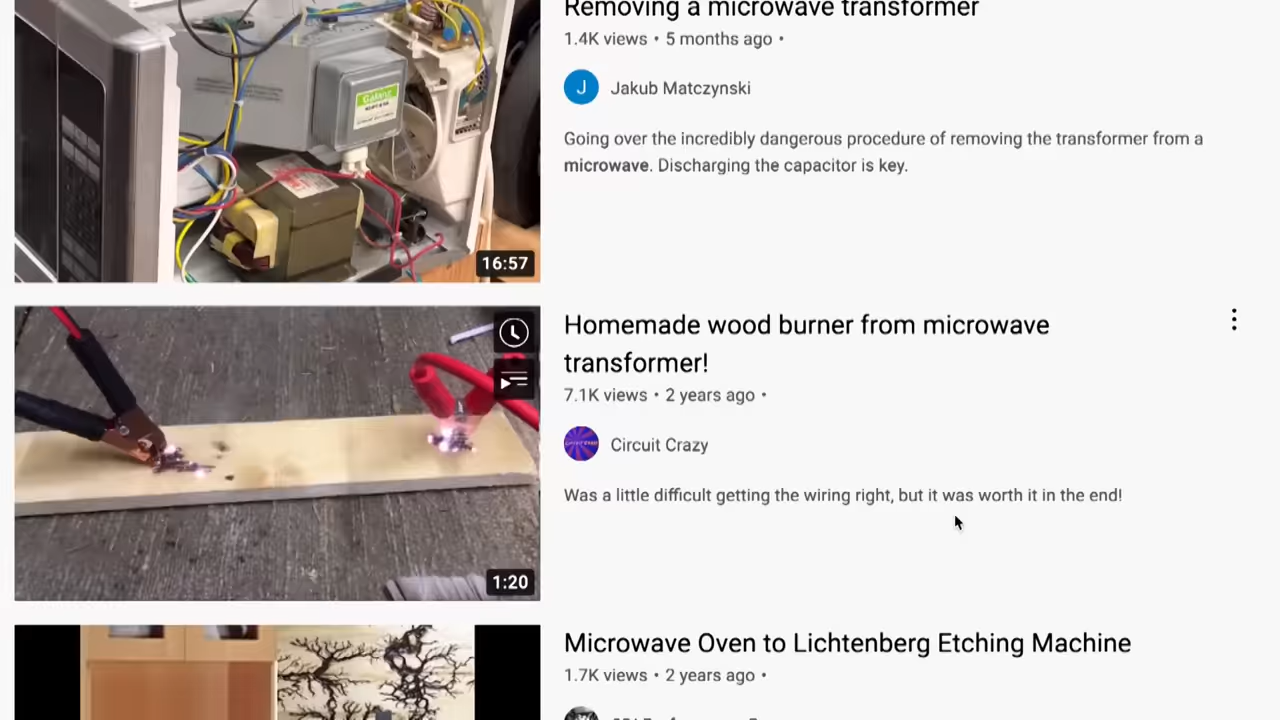 Removing a microwave transformer
1.4K views • 5 months ago •
J
Jakub Matczynski
Going over the incredibly dangerous procedure of removing the transformer from a
microwave. Discharging the capacitor is key.
Galanz
16:57
Homemade wood burner from microwave
transformer!
7.1K views • 2 years ago •
Circuit Crazy
Was a little difficult getting the wiring right, but it was worth it in the end!
1:20
Microwave Oven to Lichtenberg Etching Machine
1.7K views • 2 years ago •